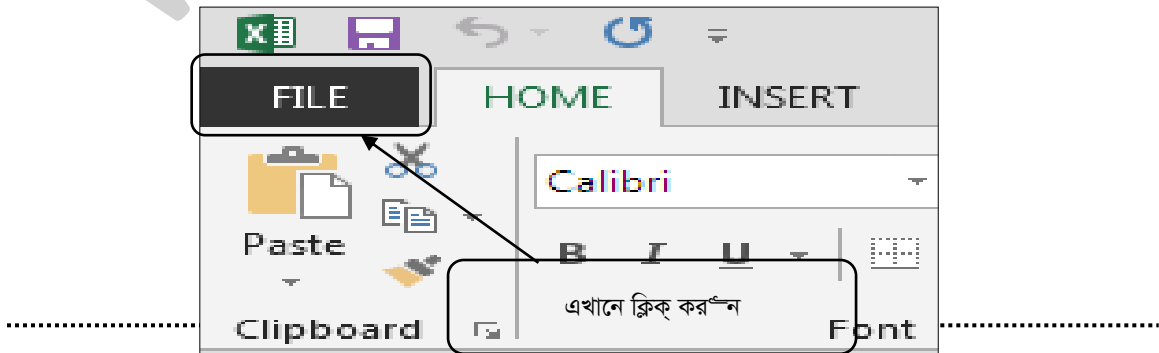 FILE HOME INSERT
Calibri
Paste
B I U
এখানে ক্লিক্ করুন
Clipboard Font